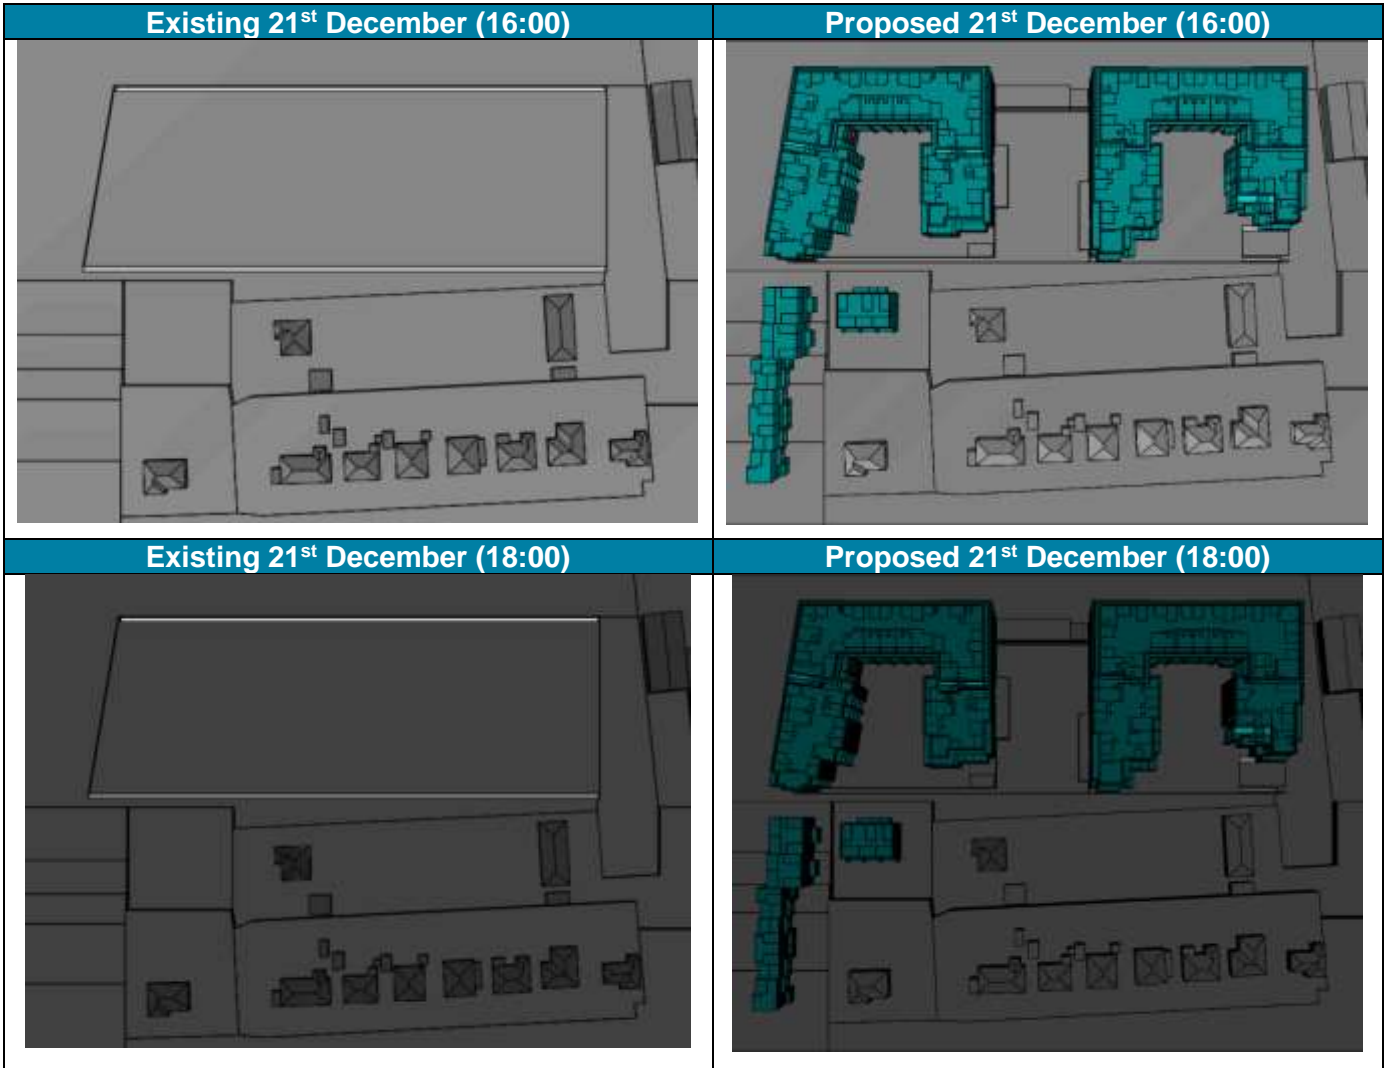 Existing 21st December (16:00)
Proposed 21st December (16:00)
Existing 21st December (18:00)
Proposed 21st December (18:00)